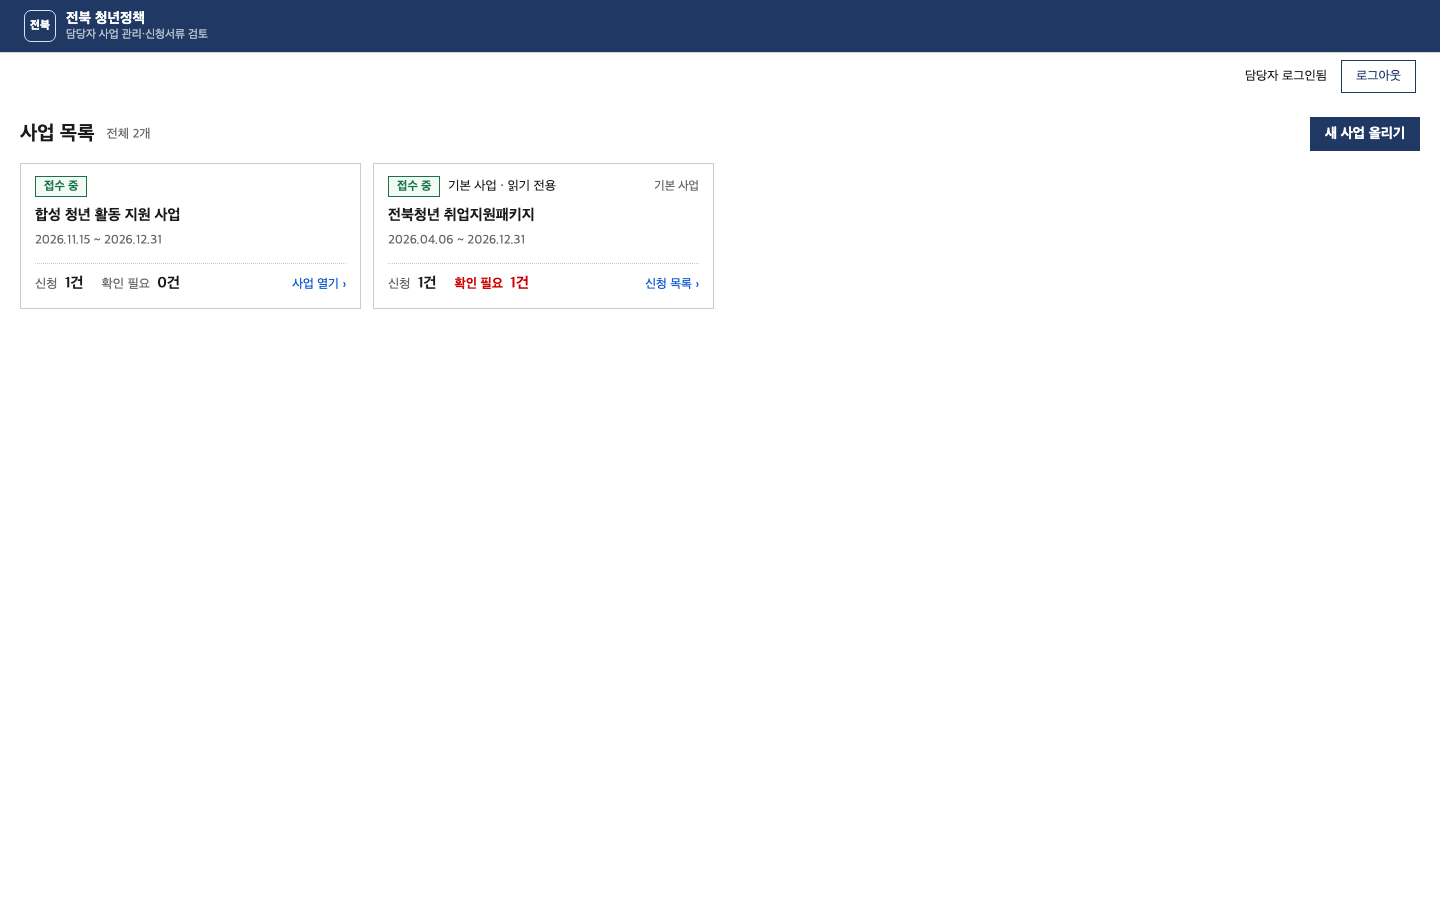 전북
전북 청년정책
담당자 사업 관리·신청서류 검토
담당자 로그인됨
로그아웃
사업 목록 전체 2개
새 사업 올리기
접수 중
합성 청년 활동 지원 사업
2026.11.15 ~ 2026.12.31
신청 1건 확인 필요 0건 사업 열기 ›
접수 중 기본 사업 · 읽기 전용 기본 사업
전북청년 취업지원패키지
2026.04.06 ~ 2026.12.31
신청 1건 확인 필요 1건 신청 목록 ›